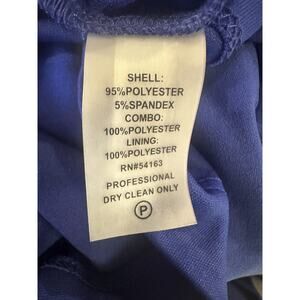 SHELL:
95%POLYESTER
5%SPANDEX
COMBO:
100%POLYESTER
LINING:
100%POLYESTER
RN#54163
PROFESSIONAL
DRY CLEAN ONLY
P